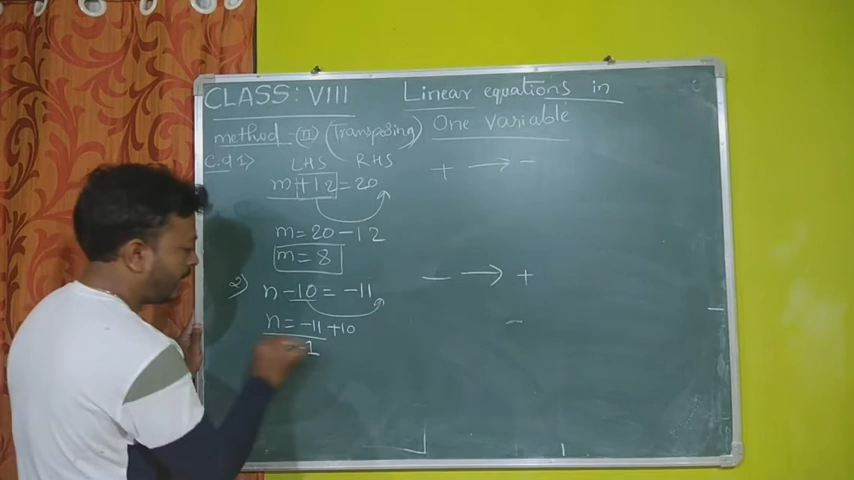 CLASS: VIII Linear equations in
method-(II) (Transposing) One Variable
e.g 1) LHS RHS
m+12=20 + → -
m=20-12
m=8
2) n-10=-11 - → +
n=-11+10
=-1